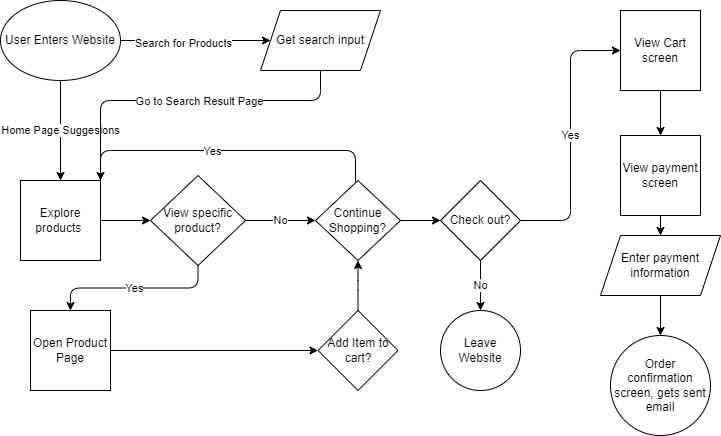 User Enters Website
Search for Products
Get search input
View Cart
screen
Go to Search Result Page
Home Page Suggesions
Yes
Yes
View payment
screen
Explore
products
View specific
product?
No
Continue
Shopping?
Check out?
Enter payment
information
Yes
No
Open Product
Page
Add Item to
cart?
Leave
Website
Order
confirmation
screen, gets sent
email